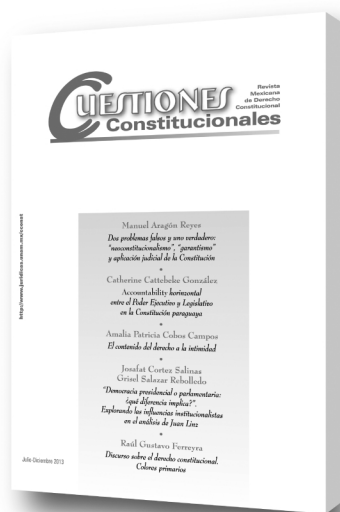 CUESTIONES
Constitucionales
Revista
Mexicana
de Derecho
Constitucional
http://www.juridicas.unam.mx/cconst
Manuel Aragón Reyes
Dos problemas falsos y uno verdadero:
"neoconstitucionalismo", "garantismo"
y aplicación judicial de la Constitución
*
Catherine Cattebeke González
Accountability horizontal
entre el Poder Ejecutivo y Legislativo
en la Constitución paraguaya
*
Amalia Patricia Cobos Campos
El contenido del derecho a la intimidad
*
Josafat Cortez Salinas
Grisel Salazar Rebolledo
"Democracia presidencial o parlamentaria:
¿qué diferencia implica?".
Explorando las influencias institucionalistas
en el análisis de Juan Linz
*
Raúl Gustavo Ferreyra
Discurso sobre el derecho constitucional.
Colores primarios
Julio-Diciembre 2013